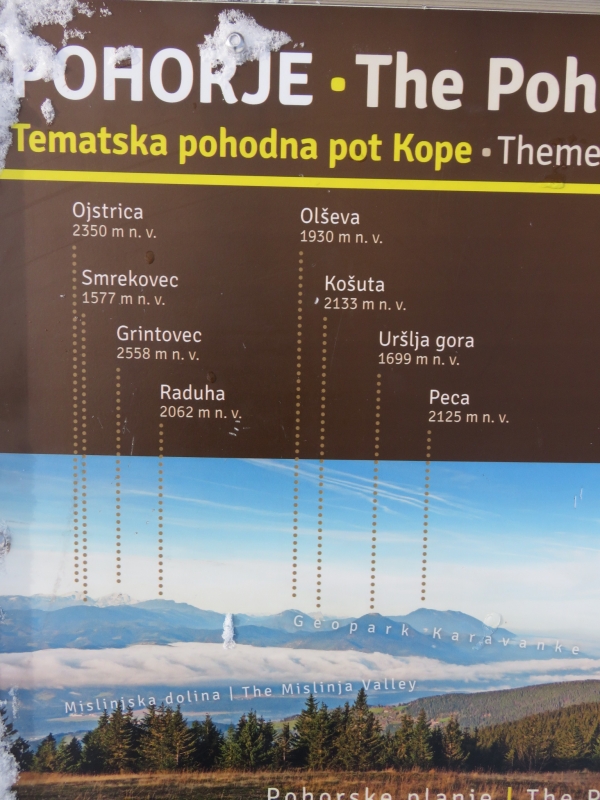 POHORJE • The Poh
Tematska pohodna pot Kope • Theme
Ojstrica
2350 m n. v.
Smrekovec
1577 m n. v.
Grintovec
2558 m n. v.
Raduha
2062 m n. v.
Olševa
1930 m n. v.
Košuta
2133 m n. v.
Uršlja gora
1699 m n. v.
Peca
2125 m n. v.
Geopark Karavanke
Mislinjska dolina | The Mislinja Valley
Pohorske planje | The P